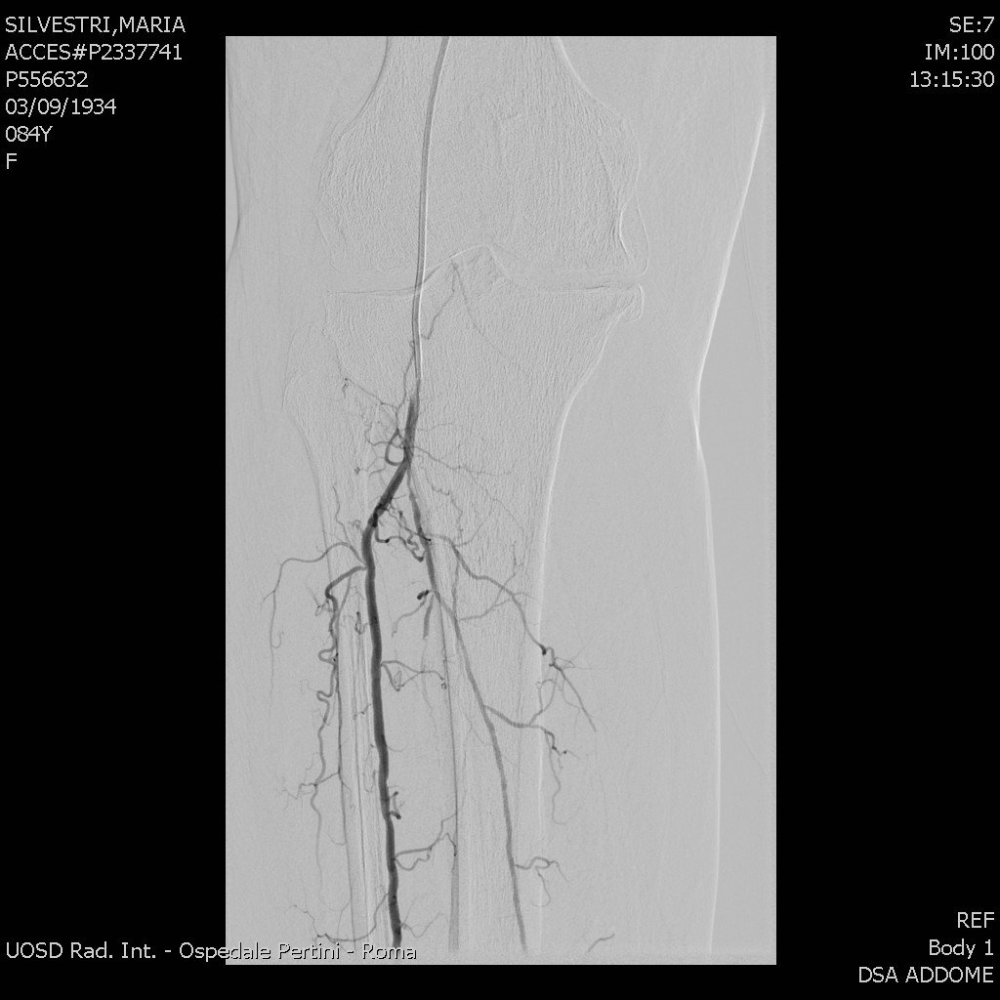 SILVESTRI,MARIA
ACCES#P2337741
P556632
03/09/1934
084Y
F
SE:7
IM:100
13:15:30
UOSD Rad. Int. - Ospedale Pertini - Roma
REF
Body 1
DSA ADDOME